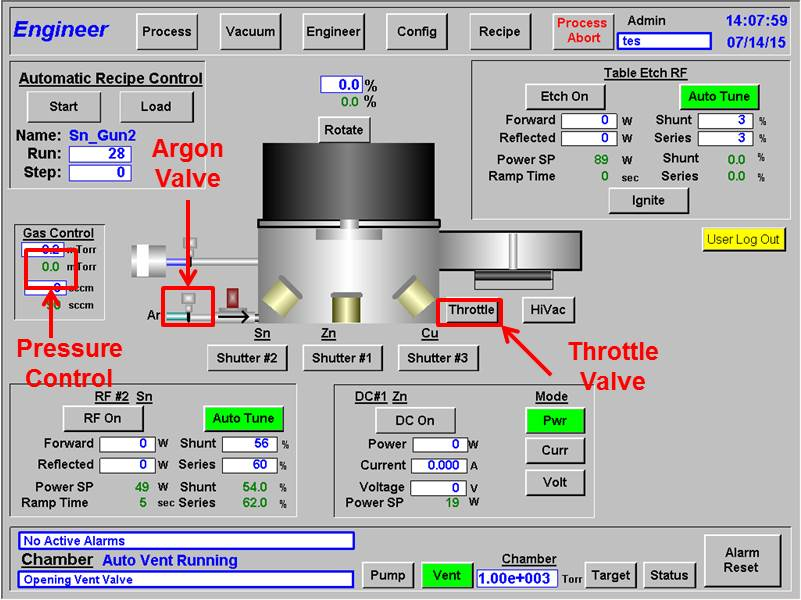 Engineer
Process
Vacuum
Engineer
Config
Recipe
Process
Abort
Admin
tes
14:07:59
07/14/15
Automatic Recipe Control
Start
Load
Name: Sn_Gun2
Run: 28
Step: 0
0.0 %
0.0 %
Rotate
Argon
Valve
Table Etch RF
Etch On
Auto Tune
Forward 0 W Shunt 3 %
Reflected 0 W Series 3 %
Power SP 89 W Shunt 0.0 %
Ramp Time 0 sec Series 0.0 %
Ignite
User Log Out
Gas Control
0.2 mTorr
0.0 mTorr
sccm
sccm
Ar
Throttle
HiVac
Sn
Zn
Cu
Shutter #2
Shutter #1
Shutter #3
Pressure
Control
Throttle
Valve
RF #2 Sn
RF On
Auto Tune
Forward 0 W Shunt 56 %
Reflected 0 W Series 60 %
Power SP 49 W Shunt 54.0 %
Ramp Time 5 sec Series 62.0 %
DC#1 Zn
DC On
Power 0 W
Current 0.000 A
Voltage 0 V
Power SP 19 W
Mode
Pwr
Curr
Volt
No Active Alarms
Chamber Auto Vent Running
Opening Vent Valve
Pump
Vent
Chamber
1.00e+003 Torr
Target
Status
Alarm
Reset